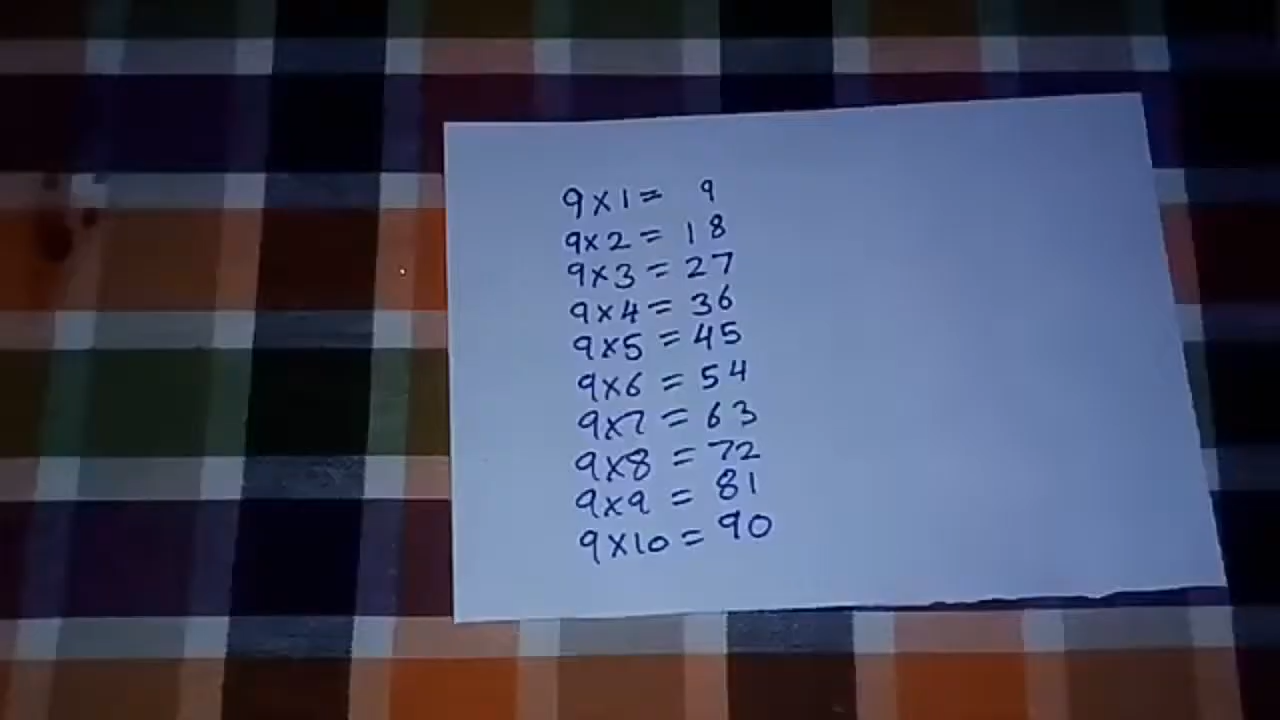 9x1= 9
9x2 = 18
9x3 = 27
9x4 = 36
9x5 = 45
9x6 = 54
9x7 = 63
9x8 = 72
9x9 = 81
9x10 = 90